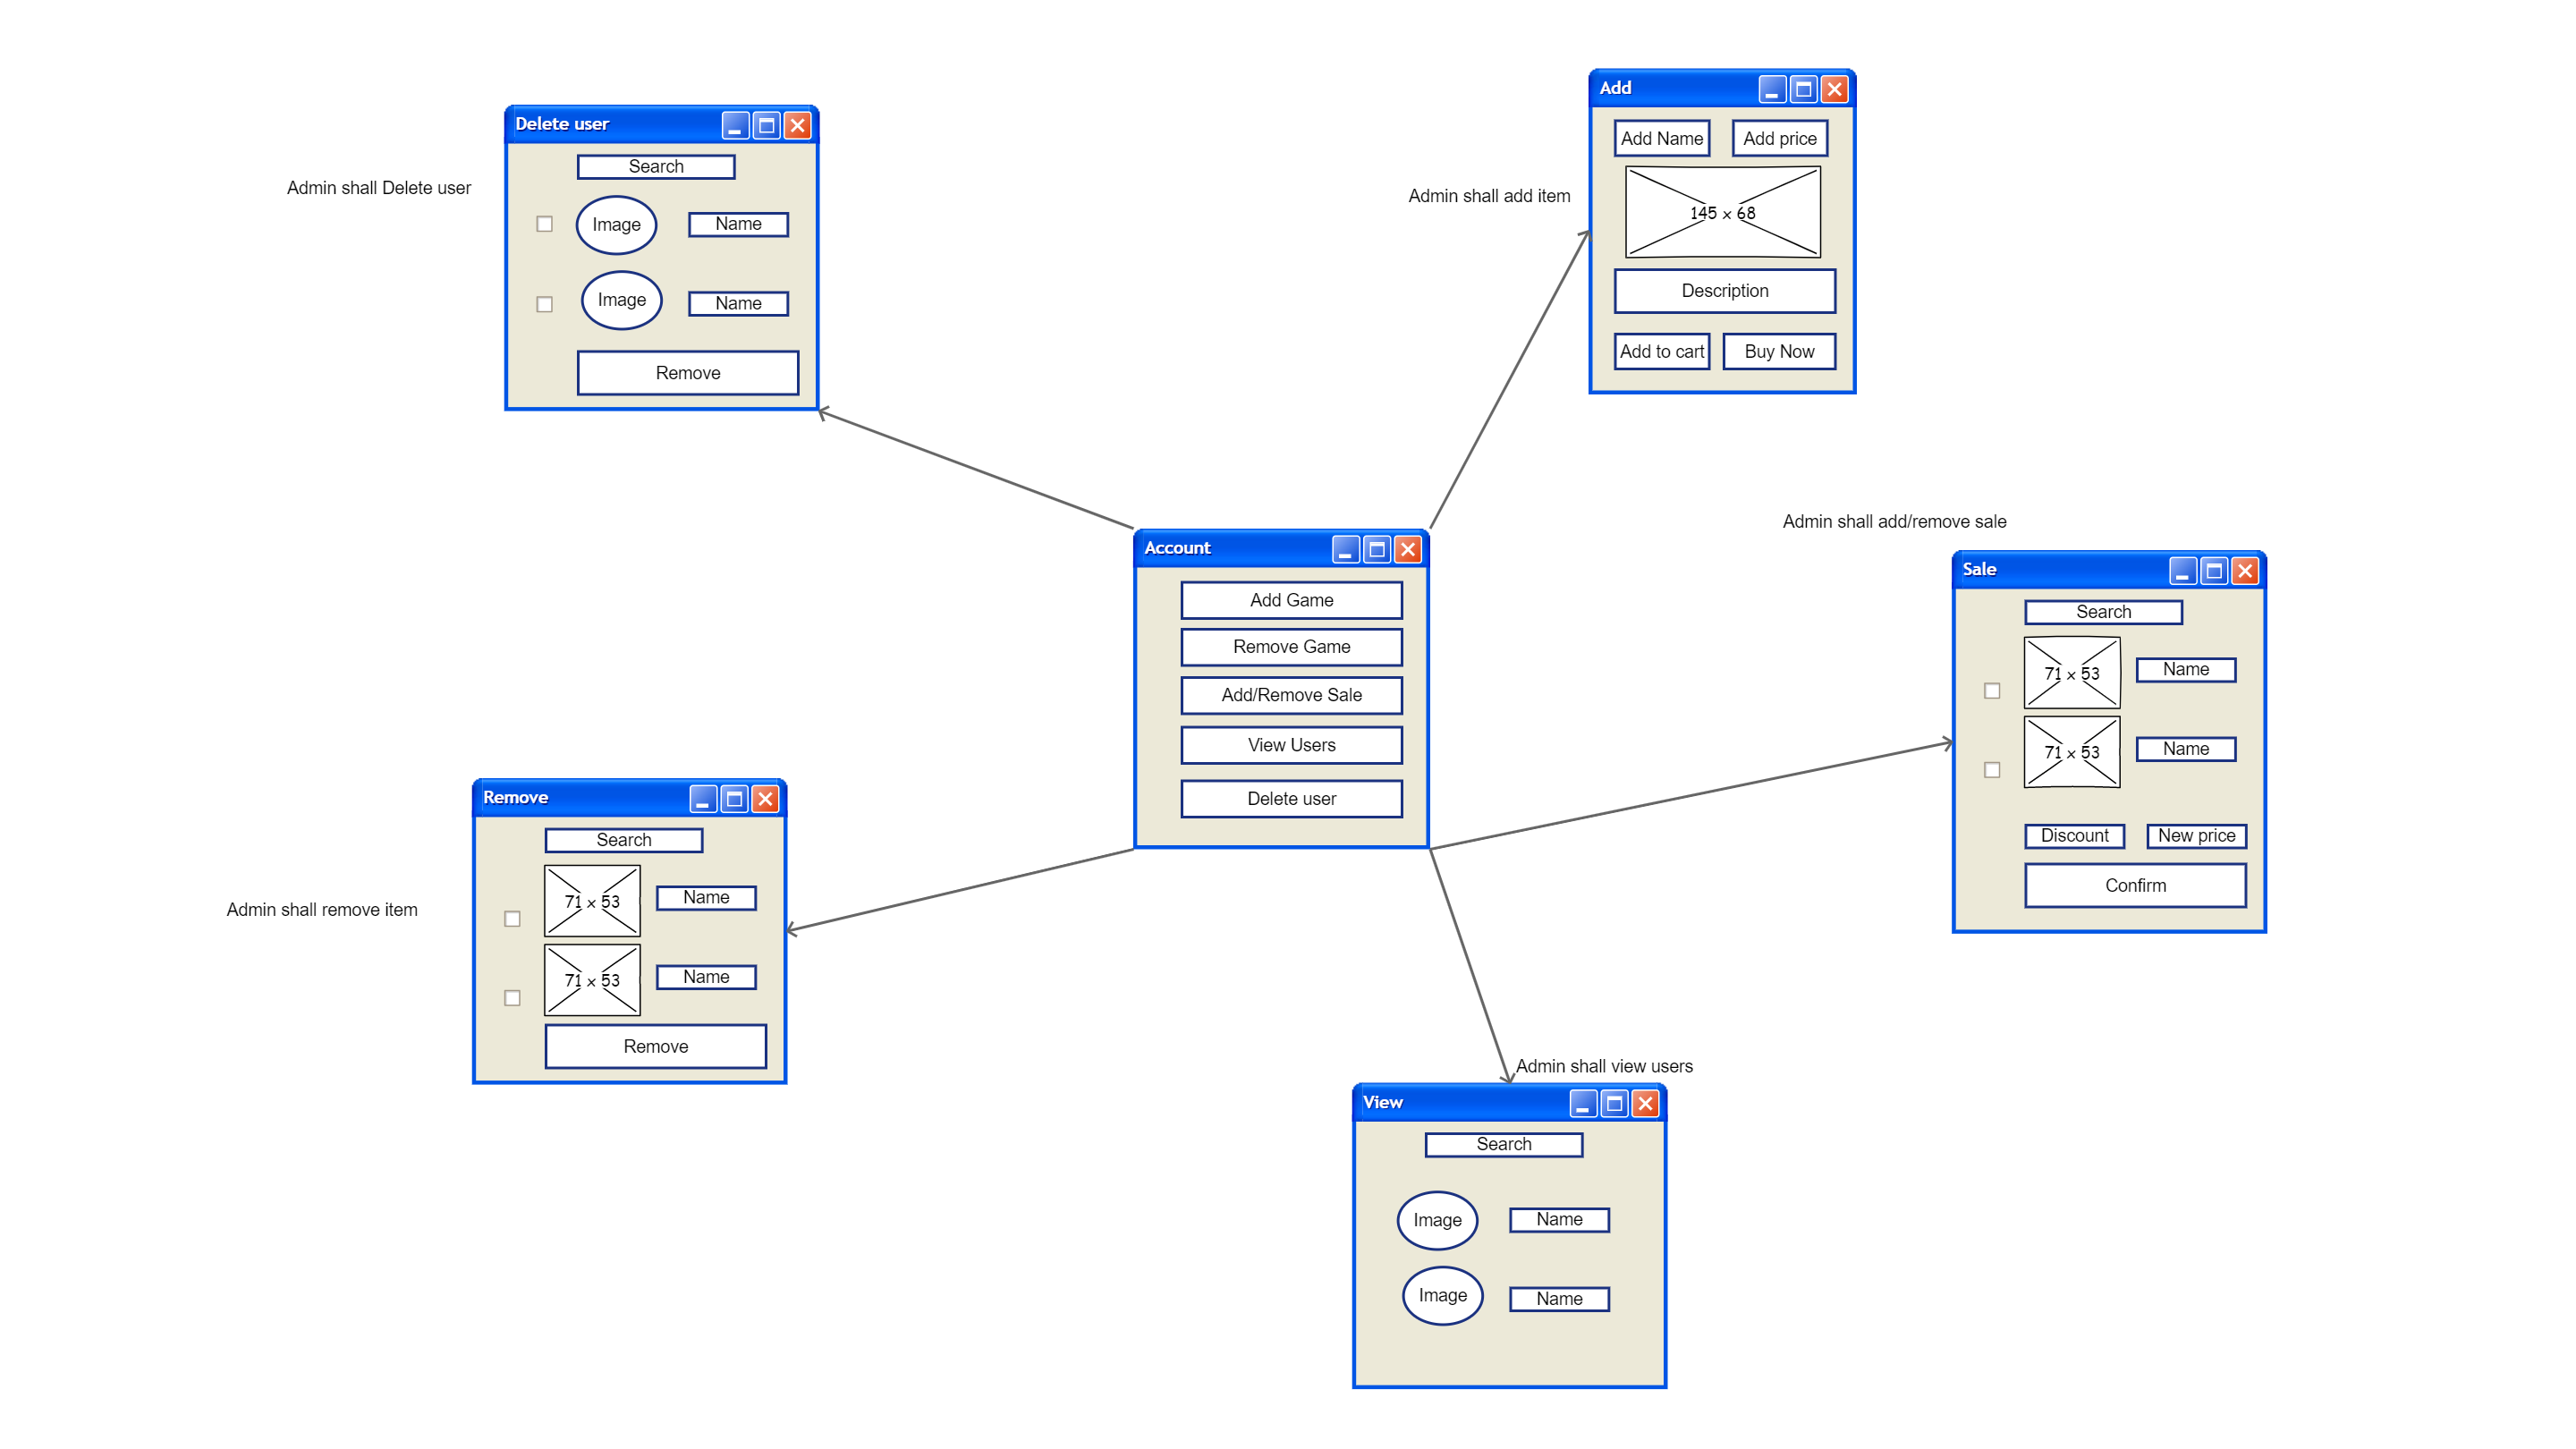 Delete user
Search
Image
Name
Image
Name
Remove
Admin shall Delete user
Add
Add Name
Add price
145 x 68
Description
Add to cart
Buy Now
Admin shall add item
Account
Add Game
Remove Game
Add/Remove Sale
View Users
Delete user
Admin shall add/remove sale
Sale
Search
71 x 53
Name
71 x 53
Name
Discount
New price
Confirm
Remove
Search
71 x 53
Name
71 x 53
Name
Remove
Admin shall remove item
Admin shall view users
View
Search
Image
Name
Image
Name